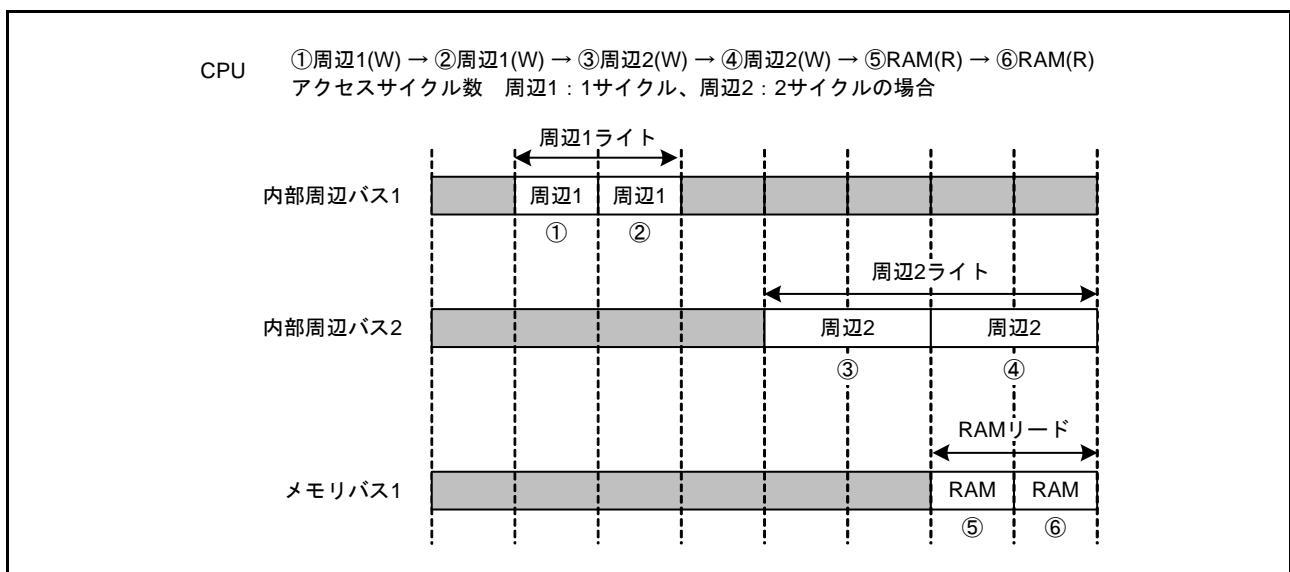 CPU
①周辺1(W) → ②周辺1(W) → ③周辺2(W) → ④周辺2(W) → ⑤RAM(R) → ⑥RAM(R)
アクセスサイクル数　周辺1：1サイクル、周辺2：2サイクルの場合
周辺1ライト
内部周辺バス1
周辺1 周辺1
① ②
周辺2ライト
内部周辺バス2
周辺2 周辺2
③ ④
RAMリード
メモリバス1
RAM RAM
⑤ ⑥